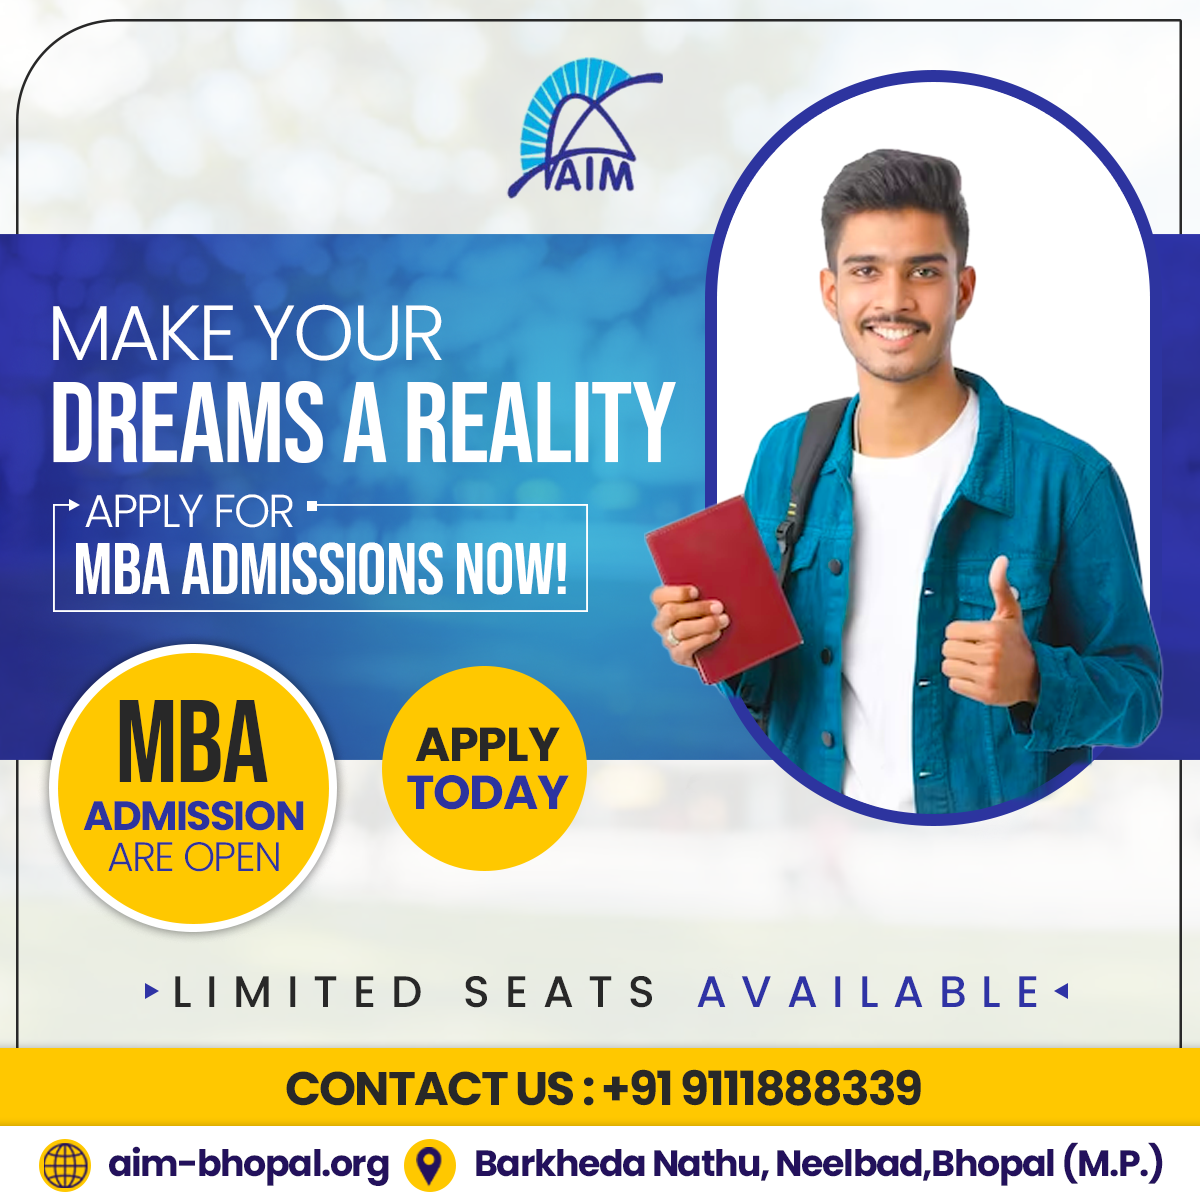 AIM
MAKE YOUR
DREAMS A REALITY
APPLY FOR
MBA ADMISSIONS NOW!
MBA
ADMISSION
ARE OPEN
APPLY
TODAY
LIMITED SEATS AVAILABLE
CONTACT US : +91 9111888339
aim-bhopal.org
Barkheda Nathu, Neelbad,Bhopal (M.P.)